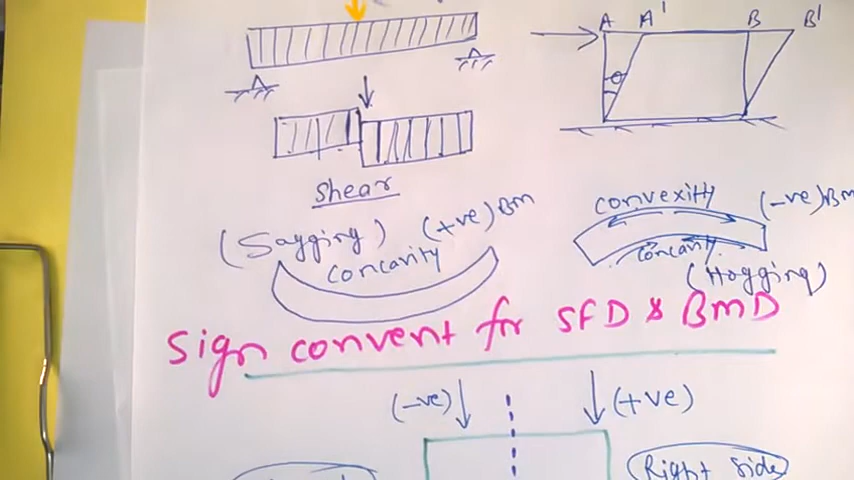 A A' B B'
θ
Shear
convexity (-ve)Bm
(Sagging) (+ve)Bm
concavity
concavity
(Hogging)
Sign convent for SFD & BMD
(-ve) (+ve)
Right side